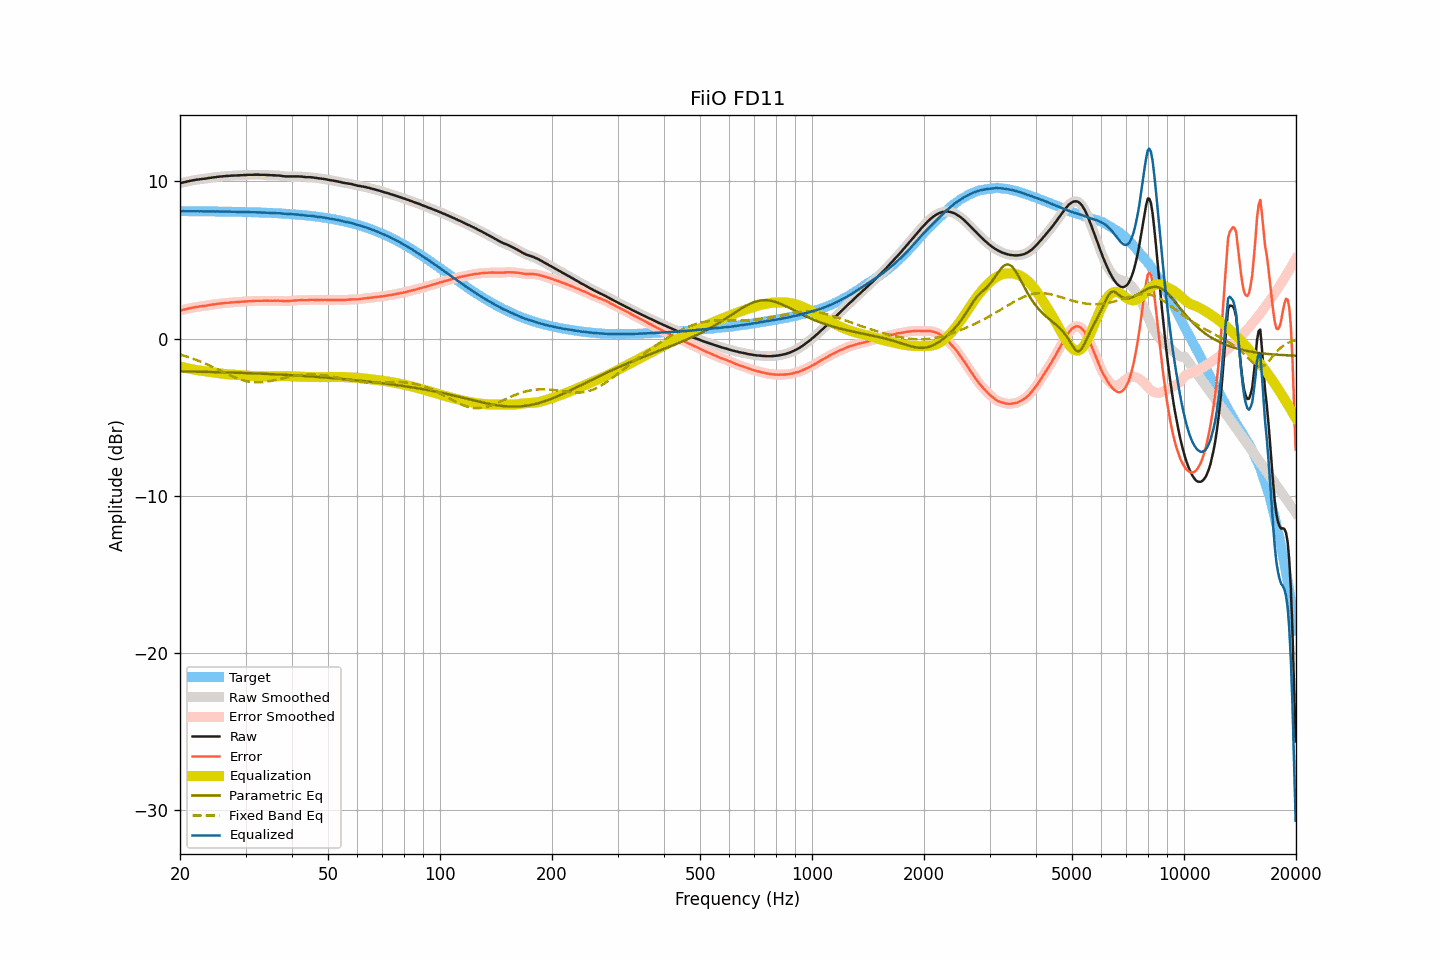 FiiO FD11
Amplitude (dBr)
10
0
−10
−20
−30
Target
Raw Smoothed
Error Smoothed
Raw
Error
Equalization
Parametric Eq
Fixed Band Eq
Equalized
20 50 100 200 500 1000 2000 5000 10000 20000
Frequency (Hz)